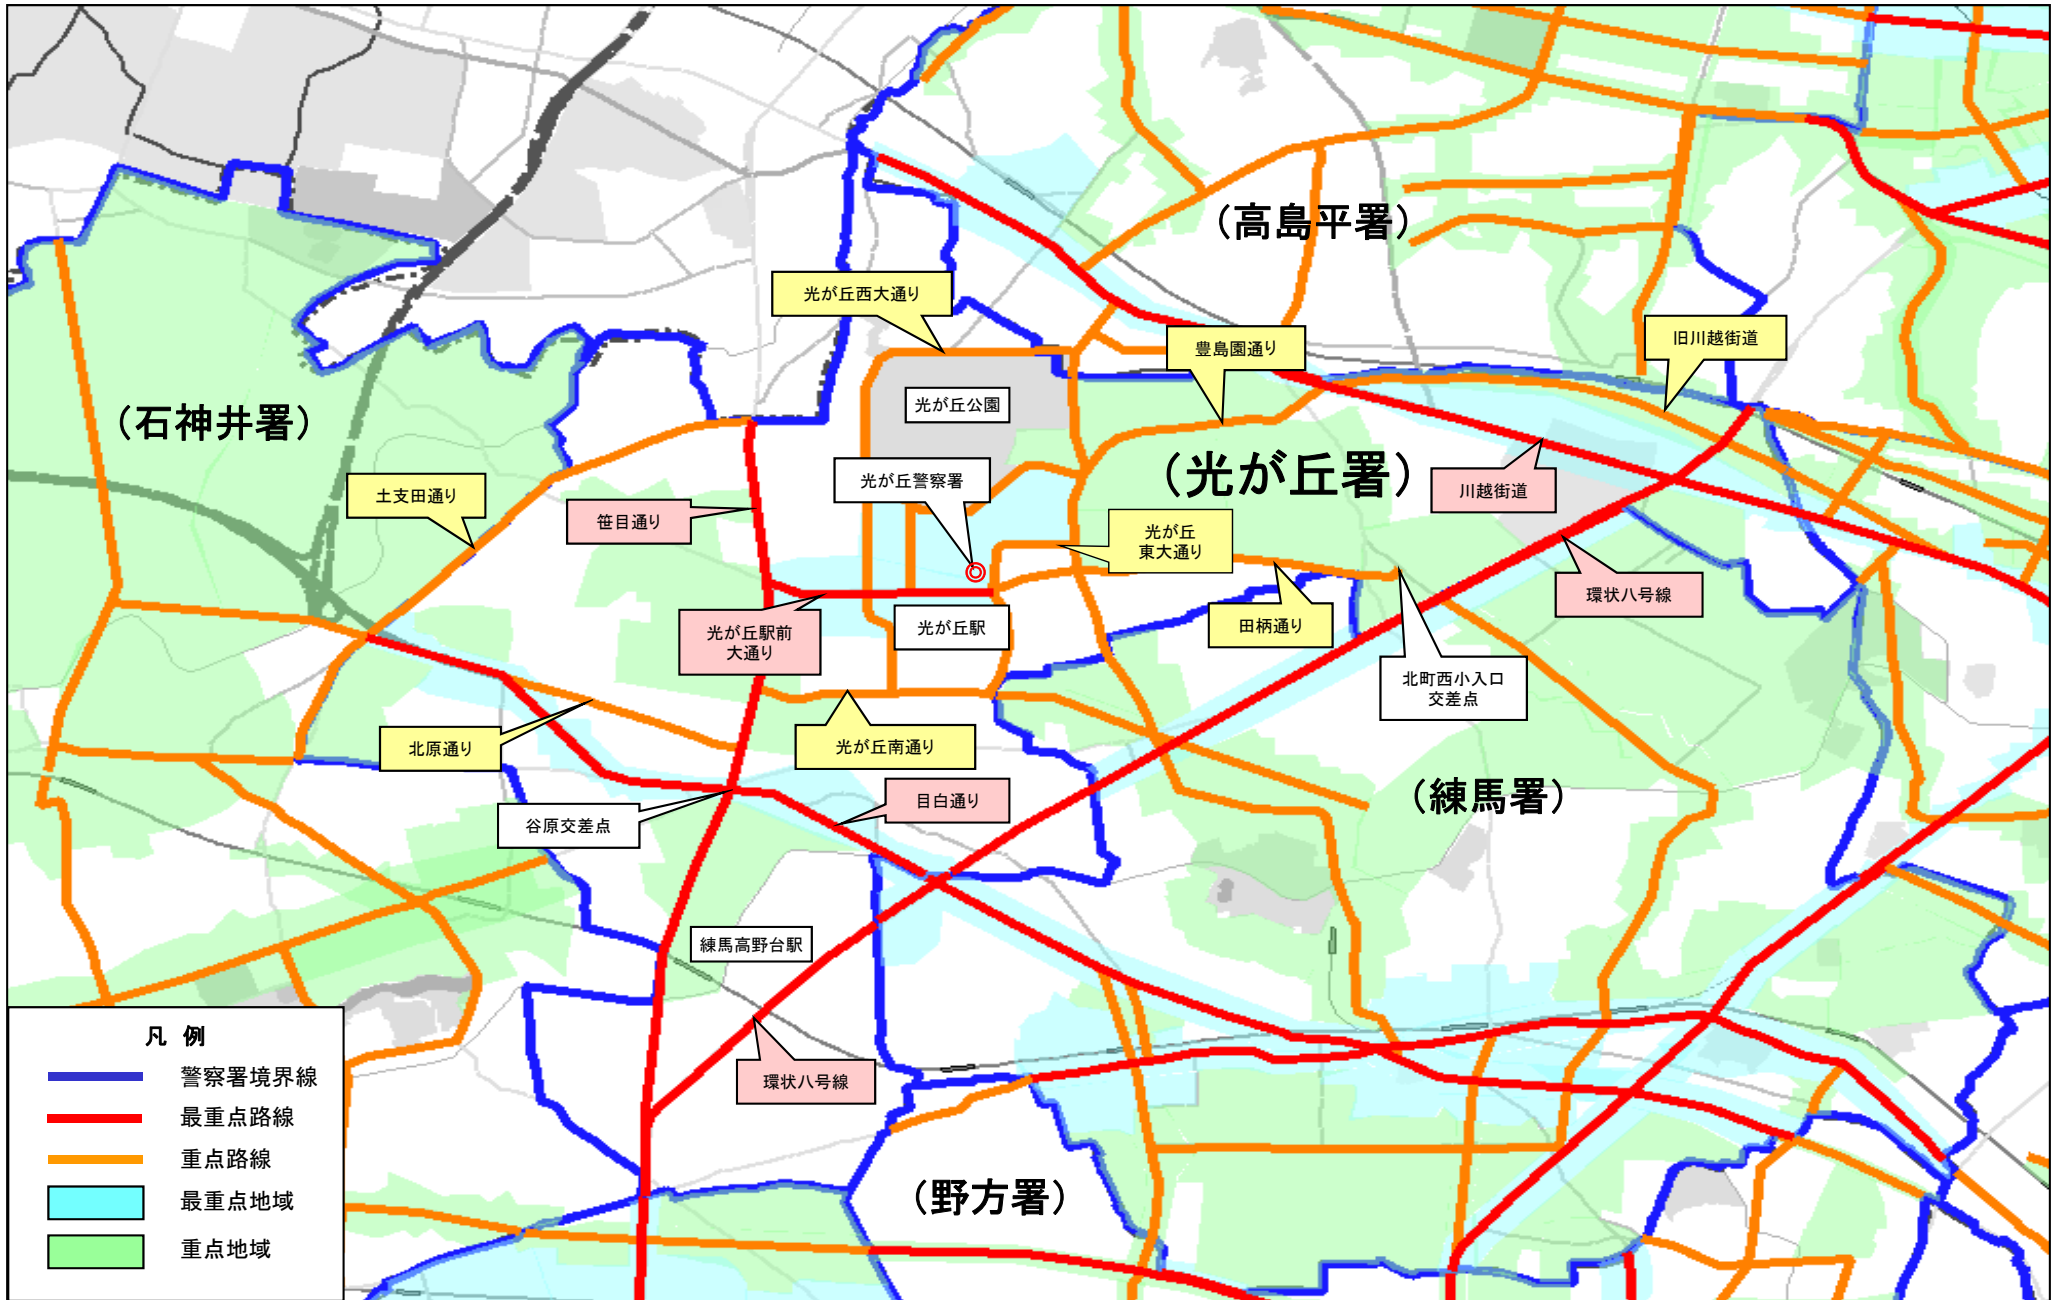 （高島平署）
光が丘西大通り
豊島園通り
旧川越街道
光が丘公園
（石神井署）
（光が丘署）
光が丘警察署
川越街道
土支田通り
笹目通り
光が丘
東大通り
環状八号線
光が丘駅前
大通り
光が丘駅
田柄通り
北町西小入口
交差点
北原通り
光が丘南通り
（練馬署）
目白通り
谷原交差点
練馬高野台駅
環状八号線
（野方署）
凡 例
警察署境界線
最重点路線
重点路線
最重点地域
重点地域